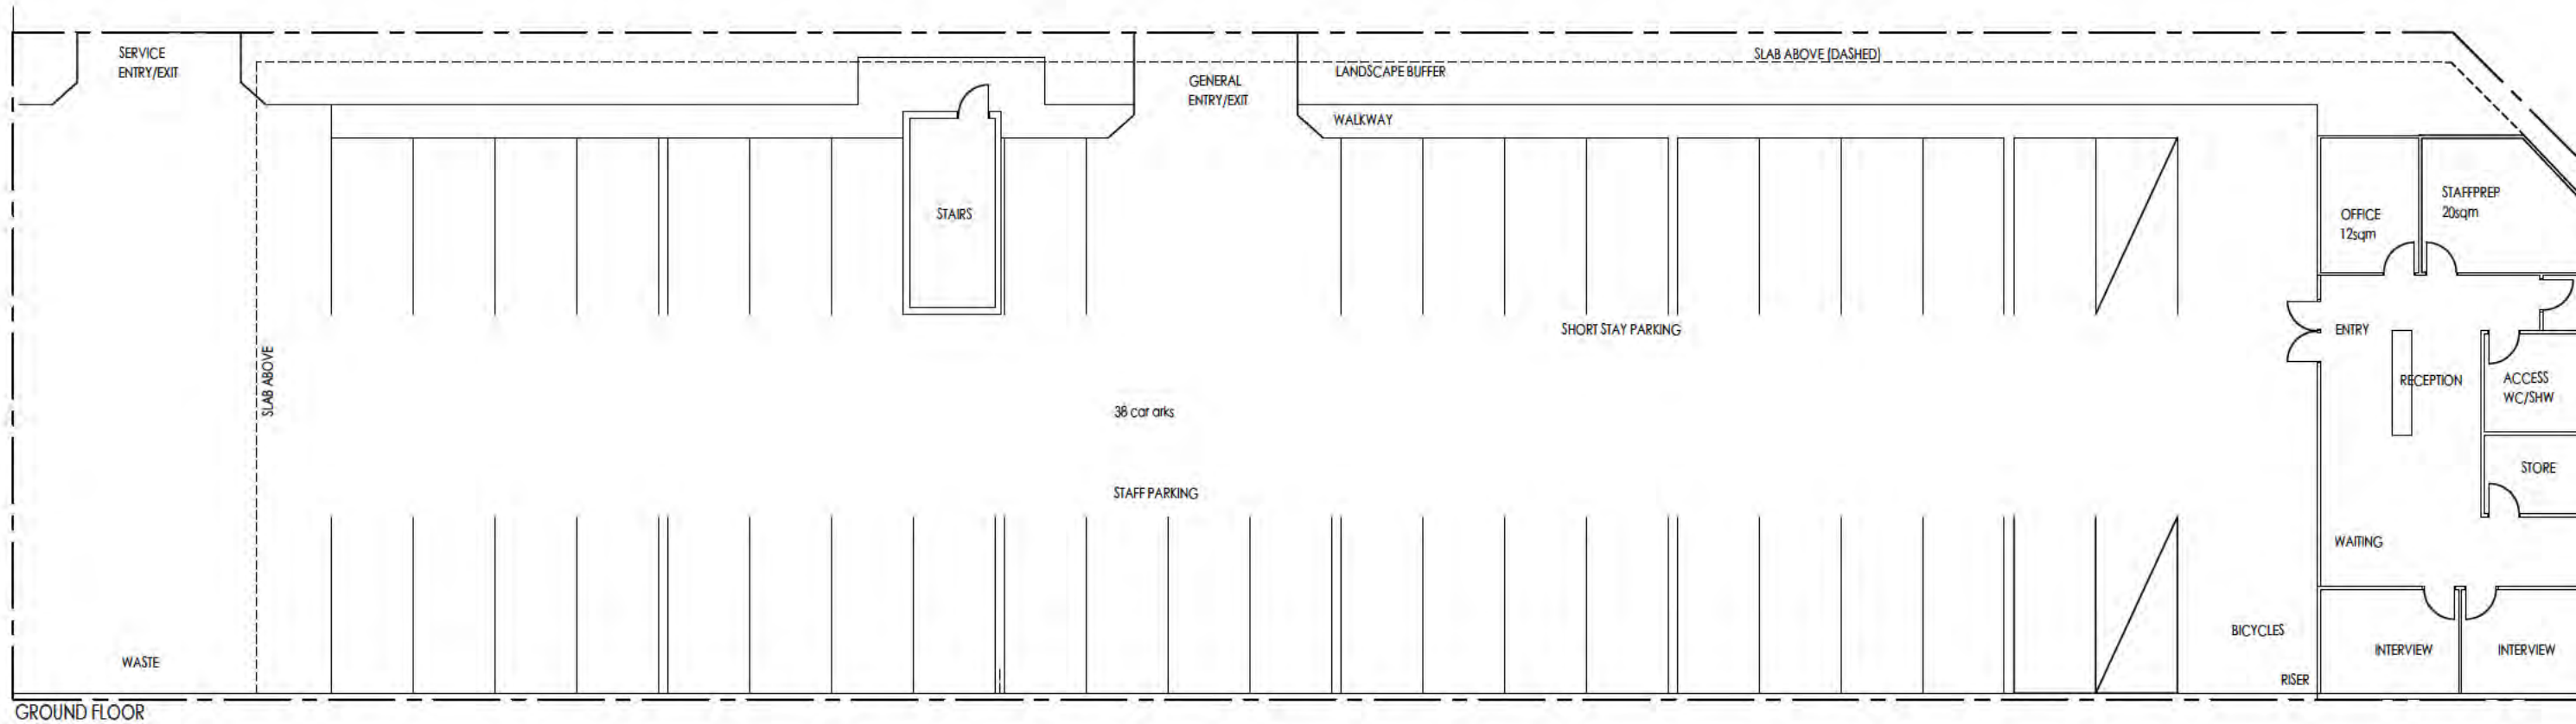 SERVICE
ENTRY/EXIT
SLAB ABOVE (DASHED)
LANDSCAPE BUFFER
GENERAL
ENTRY/EXIT
WALKWAY
STAIRS
STAFFPREP
20sqm
OFFICE
12sqm
SHORT STAY PARKING
ENTRY
SLAB ABOVE
RECEPTION
ACCESS
WC/SHW
38 car arks
STORE
STAFF PARKING
WAITING
BICYCLES
WASTE
INTERVIEW
INTERVIEW
RISER
GROUND FLOOR